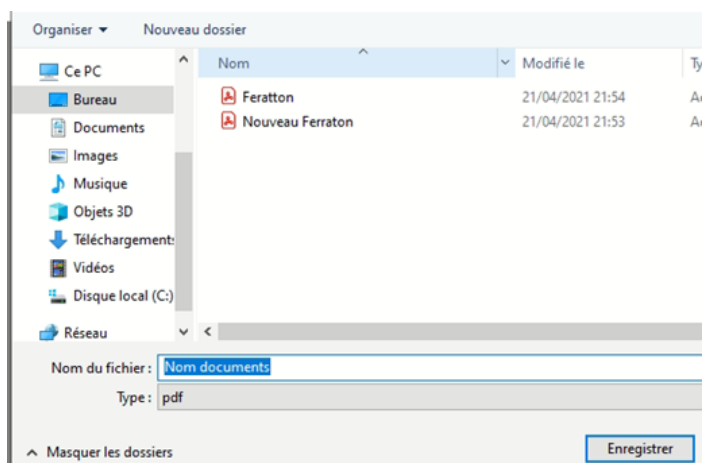 Organiser Nouveau dossier
Nom Modifié le Ty
Ce PC
Bureau
Documents
Images
Musique
Objets 3D
Téléchargements
Vidéos
Disque local (C:)
Réseau
Feratton 21/04/2021 21:54 A
Nouveau Ferraton 21/04/2021 21:53 A
Nom du fichier : Nom documents
Type : pdf
Masquer les dossiers Enregistrer